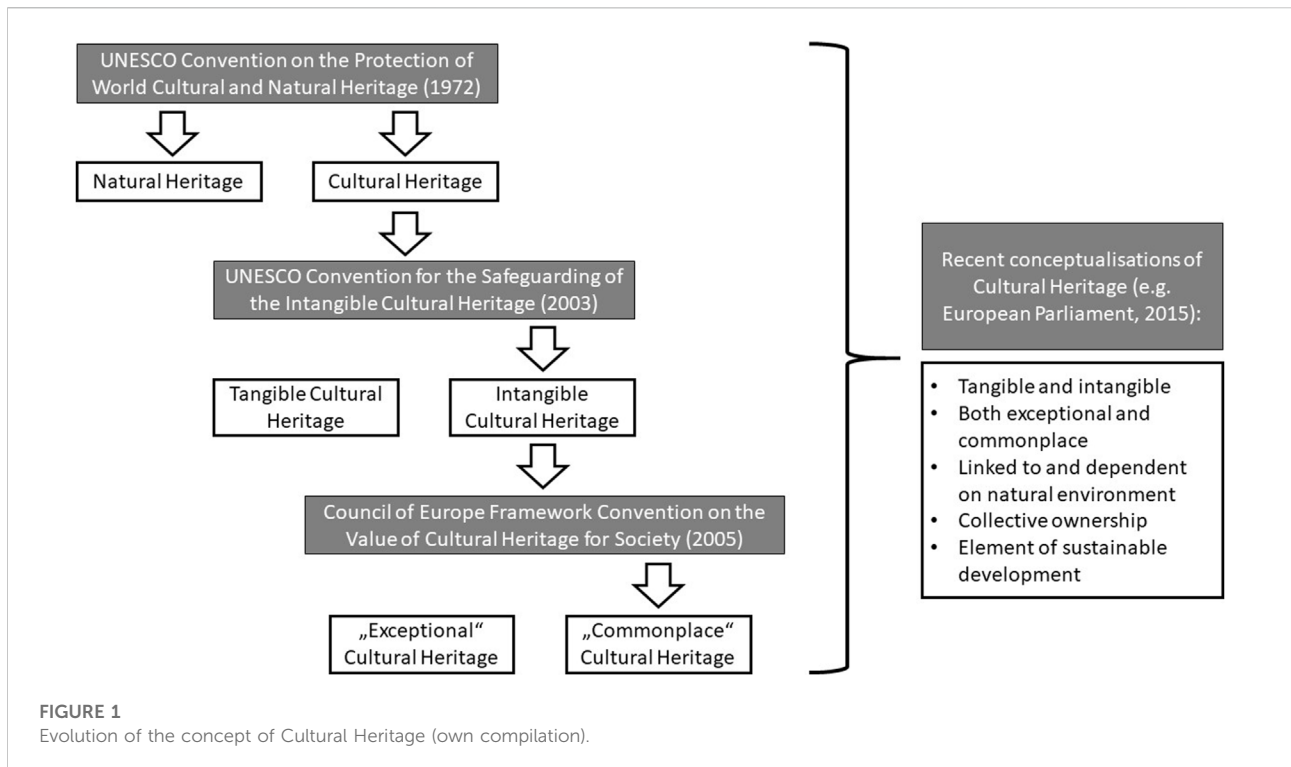 UNESCO Convention on the Protection of
World Cultural and Natural Heritage (1972)
Natural Heritage
Cultural Heritage
UNESCO Convention for the Safeguarding of
the Intangible Cultural Heritage (2003)
Tangible Cultural
Heritage
Intangible
Cultural Heritage
Council of Europe Framework Convention on the
Value of Cultural Heritage for Society (2005)
„Exceptional“
Cultural Heritage
„Commonplace“
Cultural Heritage
Recent conceptualisations of
Cultural Heritage (e.g.
European Parliament, 2015):
• Tangible and intangible
• Both exceptional and
commonplace
• Linked to and dependent
on natural environment
• Collective ownership
• Element of sustainable
development
FIGURE 1
Evolution of the concept of Cultural Heritage (own compilation).